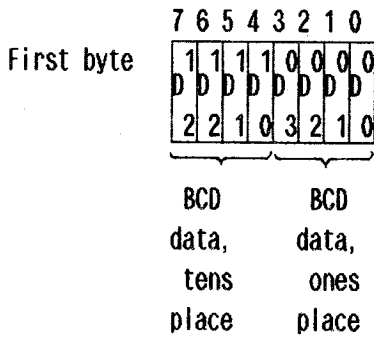 7 6 5 4 3 2 1 0
First byte
1 1 1 1 0 0 0 0
D D D D D D D D
2 2 1 0 3 2 1 0
BCD BCD
data, data,
tens ones
place place